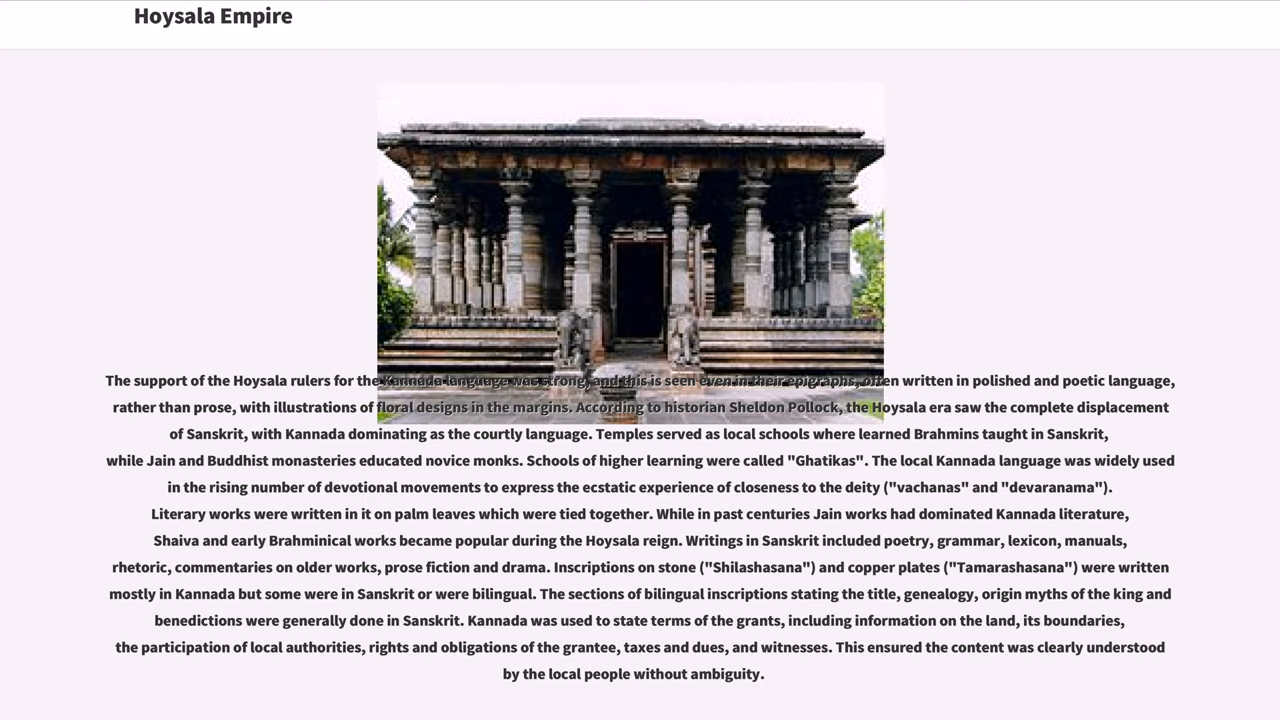 Hoysala Empire
The support of the Hoysala rulers for the Kannada language was strong, and this is seen even in their epigraphs, often written in polished and poetic language,
rather than prose, with illustrations of floral designs in the margins. According to historian Sheldon Pollock, the Hoysala era saw the complete displacement
of Sanskrit, with Kannada dominating as the courtly language. Temples served as local schools where learned Brahmins taught in Sanskrit,
while Jain and Buddhist monasteries educated novice monks. Schools of higher learning were called "Ghatikas". The local Kannada language was widely used
in the rising number of devotional movements to express the ecstatic experience of closeness to the deity ("vachanas" and "devaranama").
Literary works were written in it on palm leaves which were tied together. While in past centuries Jain works had dominated Kannada literature,
Shaiva and early Brahminical works became popular during the Hoysala reign. Writings in Sanskrit included poetry, grammar, lexicon, manuals,
rhetoric, commentaries on older works, prose fiction and drama. Inscriptions on stone ("Shilashasana") and copper plates ("Tamarashasana") were written
mostly in Kannada but some were in Sanskrit or were bilingual. The sections of bilingual inscriptions stating the title, genealogy, origin myths of the king and
benedictions were generally done in Sanskrit. Kannada was used to state terms of the grants, including information on the land, its boundaries,
the participation of local authorities, rights and obligations of the grantee, taxes and dues, and witnesses. This ensured the content was clearly understood
by the local people without ambiguity.